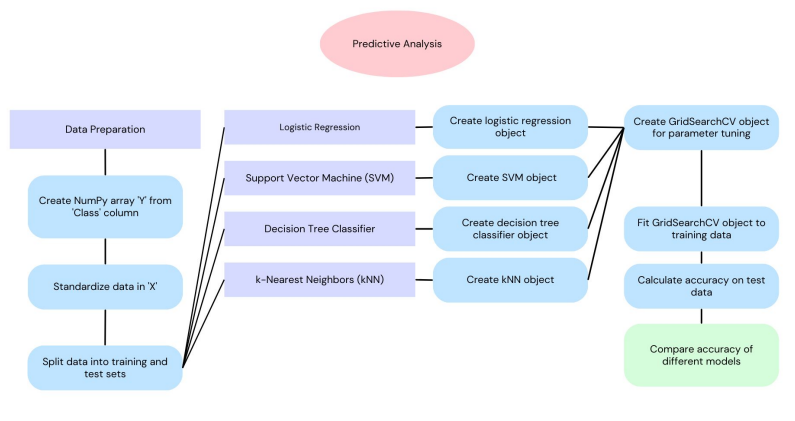 Predictive Analysis
Data Preparation
Create NumPy array 'Y' from
'Class' column
Standardize data in 'X'
Split data into training and
test sets
Logistic Regression
Support Vector Machine (SVM)
Decision Tree Classifier
k-Nearest Neighbors (kNN)
Create logistic regression
object
Create SVM object
Create decision tree
classifier object
Create kNN object
Create GridSearchCV object
for parameter tuning
Fit GridSearchCV object to
training data
Calculate accuracy on test
data
Compare accuracy of
different models